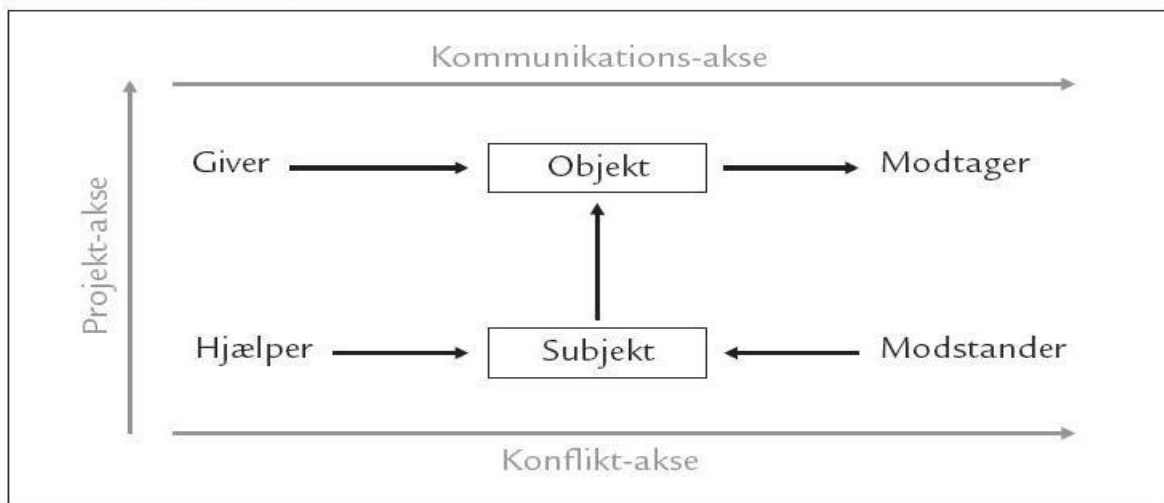 Kommunikations-akse
Giver
Objekt
Modtager
Projekt-akse
Hjælper
Subjekt
Modstander
Konflikt-akse